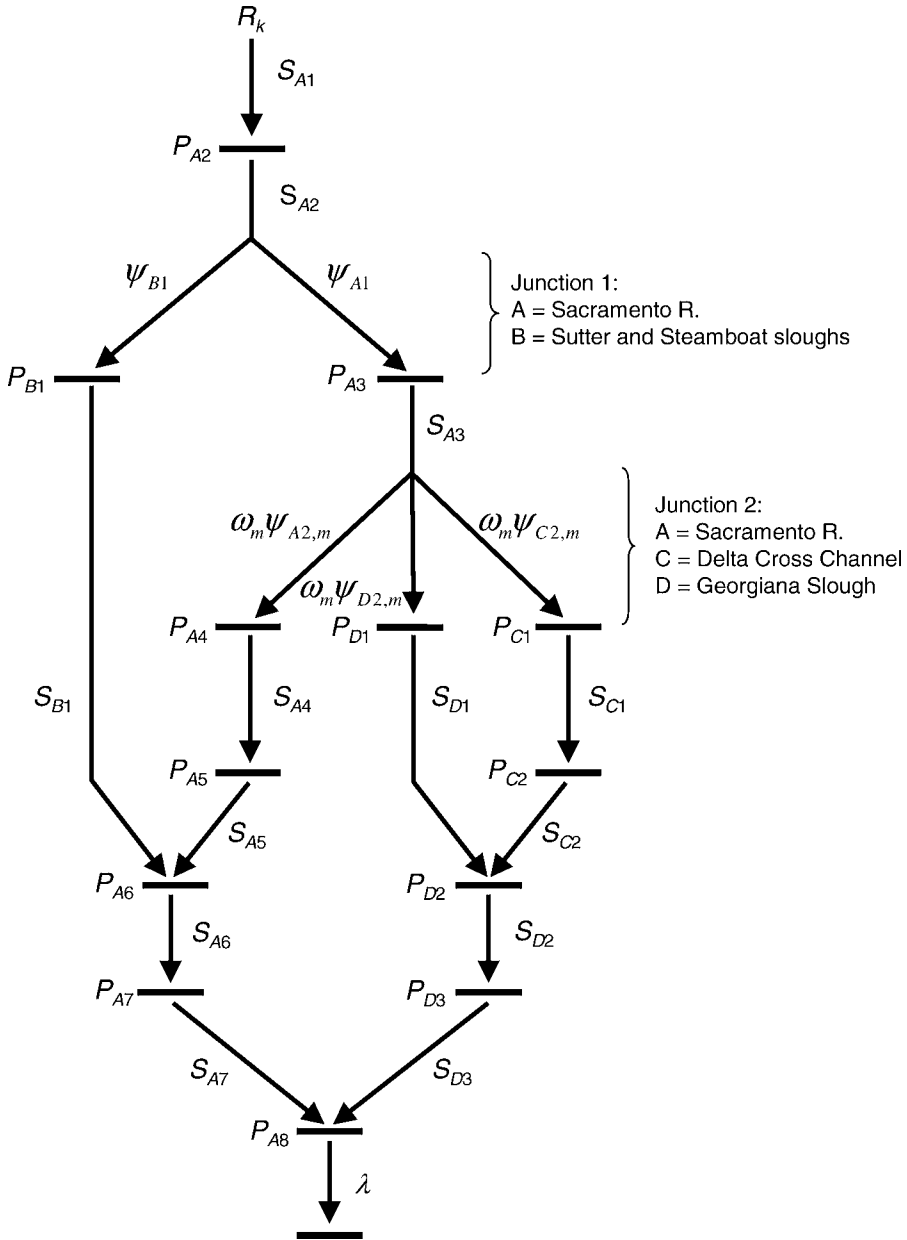 R_k
S_A1
P_A2
S_A2
ψ_B1
ψ_A1
Junction 1:
A = Sacramento R.
B = Sutter and Steamboat sloughs
P_B1
P_A3
S_A3
ω_mψ_A2,m
ω_mψ_C2,m
ω_mψ_D2,m
Junction 2:
A = Sacramento R.
C = Delta Cross Channel
D = Georgiana Slough
P_A4
P_D1
P_C1
S_B1
S_A4
S_D1
S_C1
P_A5
P_C2
S_A5
S_C2
P_A6
P_D2
S_A6
S_D2
P_A7
P_D3
S_A7
S_D3
P_A8
λ